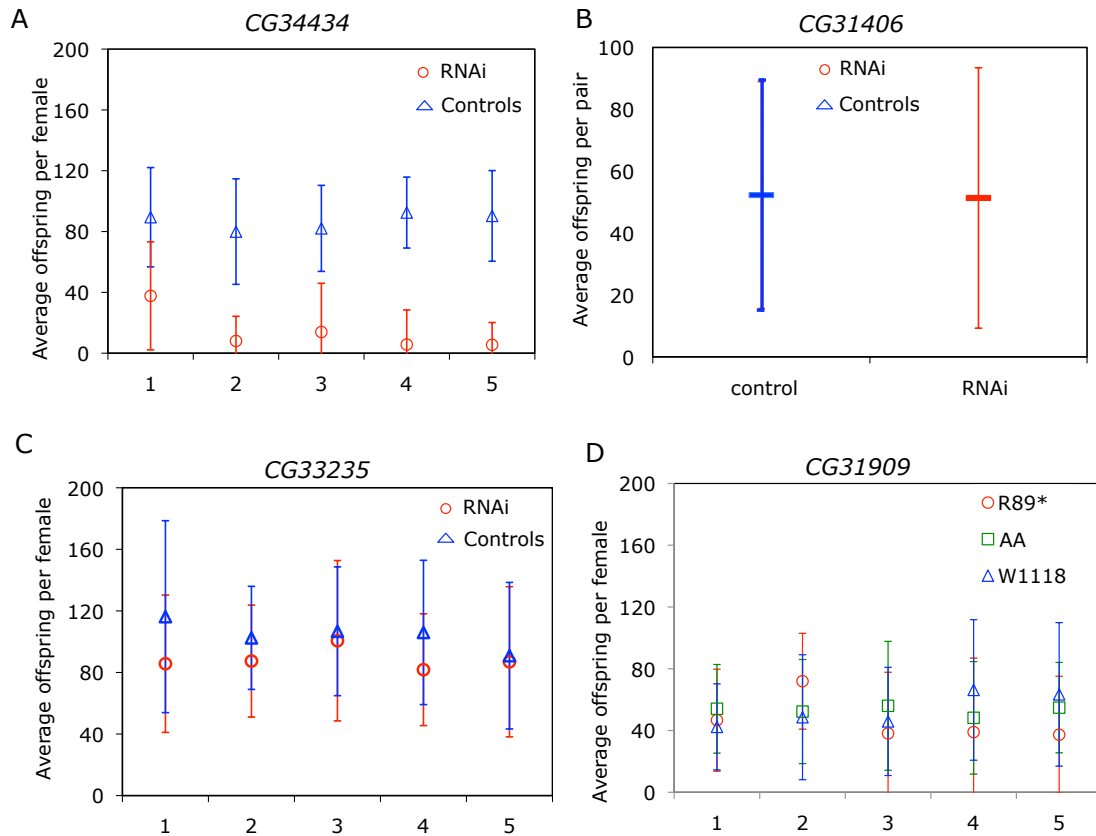 A
CG34434
200
160
120
80
40
0
Average offspring per female
RNAi
Controls
1 2 3 4 5
B
CG31406
100
80
60
40
20
0
Average offspring per pair
RNAi
Controls
control RNAi
C
CG33235
200
160
120
80
40
0
Average offspring per female
RNAi
Controls
1 2 3 4 5
D
CG31909
200
160
120
80
40
0
Average offspring per female
R89*
AA
W1118
1 2 3 4 5